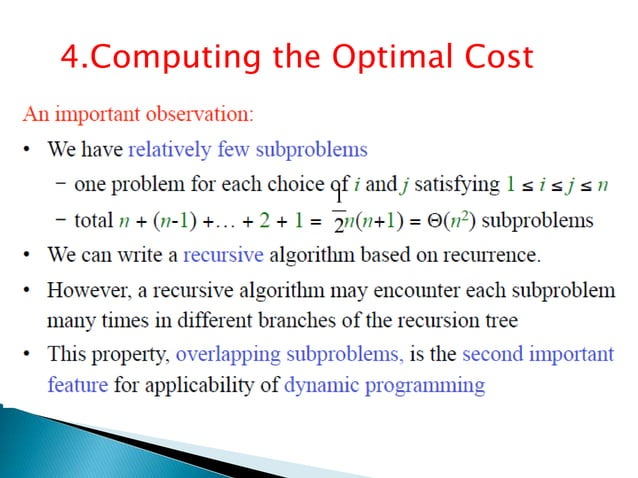 4.Computing the Optimal Cost
An important observation:
• We have relatively few subproblems
– one problem for each choice of i and j satisfying 1 ≤ i ≤ j ≤ n
– total n + (n-1) +… + 2 + 1 = 1/2n(n+1) = Θ(n²) subproblems
• We can write a recursive algorithm based on recurrence.
• However, a recursive algorithm may encounter each subproblem
many times in different branches of the recursion tree
• This property, overlapping subproblems, is the second important
feature for applicability of dynamic programming